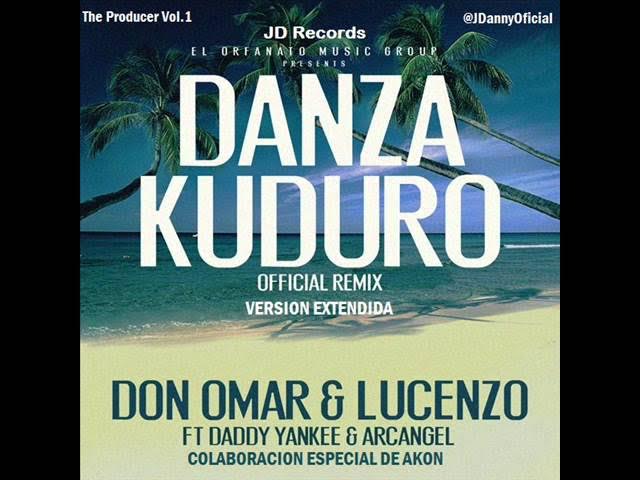 The Producer Vol.1
@JDannyOficial
JD Records
EL ORFANATO MUSIC GROUP
PRESENTS
DANZA
KUDURO
OFFICIAL REMIX
VERSION EXTENDIDA
DON OMAR & LUCENZO
FT DADDY YANKEE & ARCANGEL
COLABORACION ESPECIAL DE AKON